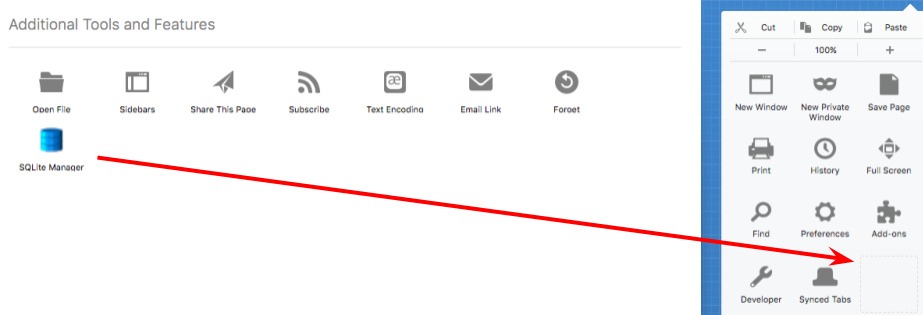 Additional Tools and Features
Open File
Sidebars
Share This Page
Subscribe
æ
Text Encoding
Email Link
Forget
SQLite Manager
Cut
Copy
Paste
−
100%
+
New Window
New Private
Window
Save Page
Print
History
Full Screen
Find
Preferences
Add-ons
Developer
Synced Tabs